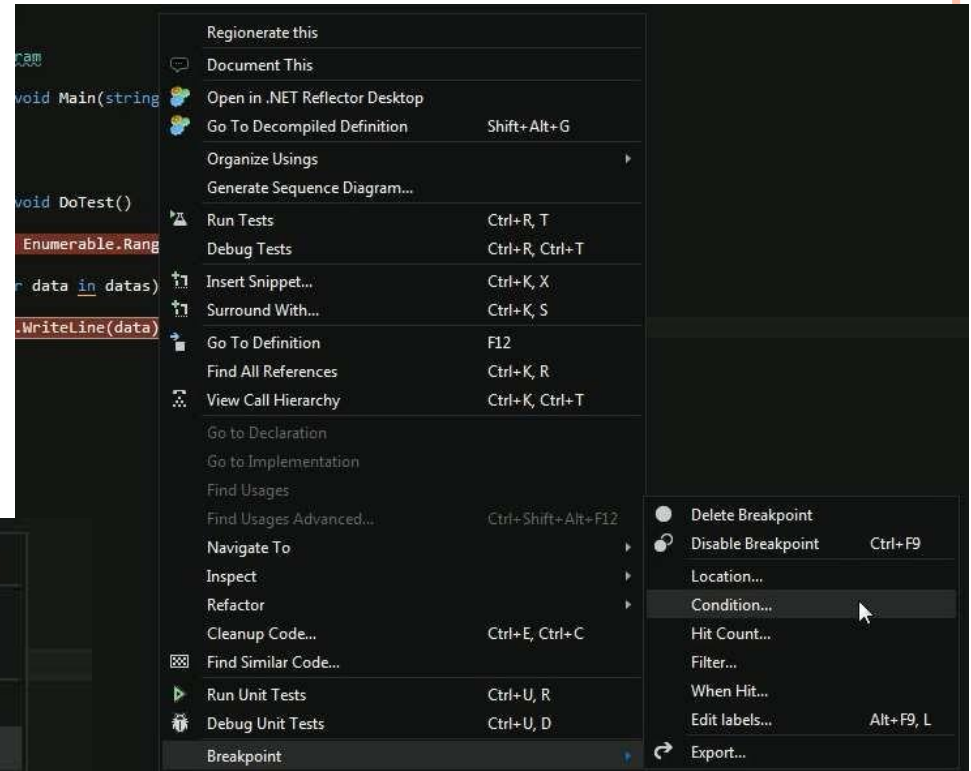 ram
void Main(string
void DoTest()
Enumerable.Rang
r data in datas)
.WriteLine(data)
Regionerate this
Document This
Open in .NET Reflector Desktop
Go To Decompiled Definition Shift+Alt+G
Organize Usings
Generate Sequence Diagram...
Run Tests Ctrl+R, T
Debug Tests Ctrl+R, Ctrl+T
Insert Snippet... Ctrl+K, X
Surround With... Ctrl+K, S
Go To Definition F12
Find All References Ctrl+K, R
View Call Hierarchy Ctrl+K, Ctrl+T
Go to Declaration
Go to Implementation
Find Usages
Find Usages Advanced... Ctrl+Shift+Alt+F12
Navigate To
Inspect
Refactor
Cleanup Code... Ctrl+E, Ctrl+C
Find Similar Code...
Run Unit Tests Ctrl+U, R
Debug Unit Tests Ctrl+U, D
Breakpoint
Delete Breakpoint
Disable Breakpoint Ctrl+F9
Location...
Condition...
Hit Count...
Filter...
When Hit...
Edit labels... Alt+F9, L
Export...